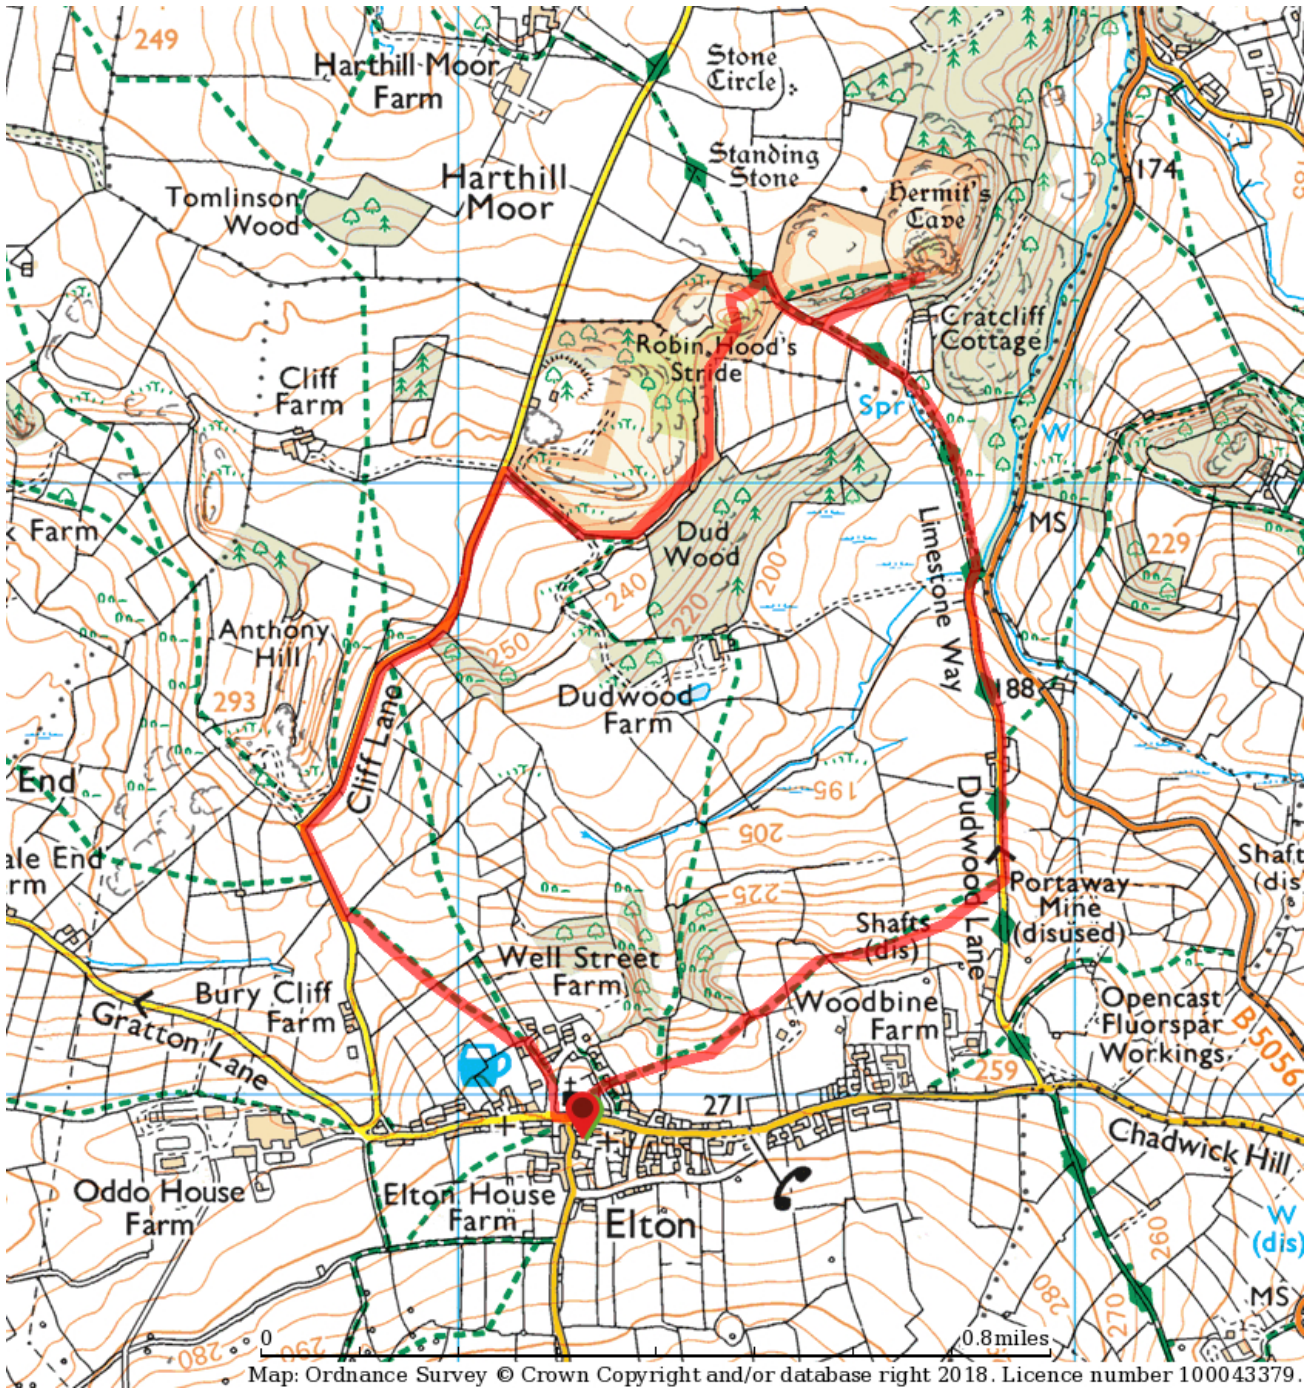 249
Harthill Moor
Farm
Stone
Circle
Standing
Stone
174
Harthill
Moor
Tomlinson
Wood
Hermit's
Cave
Cratcliff
Cottage
Robin Hood's
Stride
Cliff
Farm
Spr
W
k Farm
MS
229
Dud
Wood
Limestone Way
200
240
220
Anthony
Hill
250
293
188
Dudwood
Farm
Cliff Lane
End
195
205
Dudwood Lane
ale End
rm
Shaft
(dis
225
Portaway
Mine
(disused)
Shafts
(dis)
Well Street
Farm
Bury Cliff
Farm
Woodbine
Farm
Opencast
Fluorspar
Workings
Gratton Lane
B5056
259
271
Chadwick Hill
Oddo House
Farm
Elton House
Farm
Elton
W
(dis)
260
280
270
MS
280
290
0
0.8miles
Map: Ordnance Survey © Crown Copyright and/or database right 2018. Licence number 100043379.